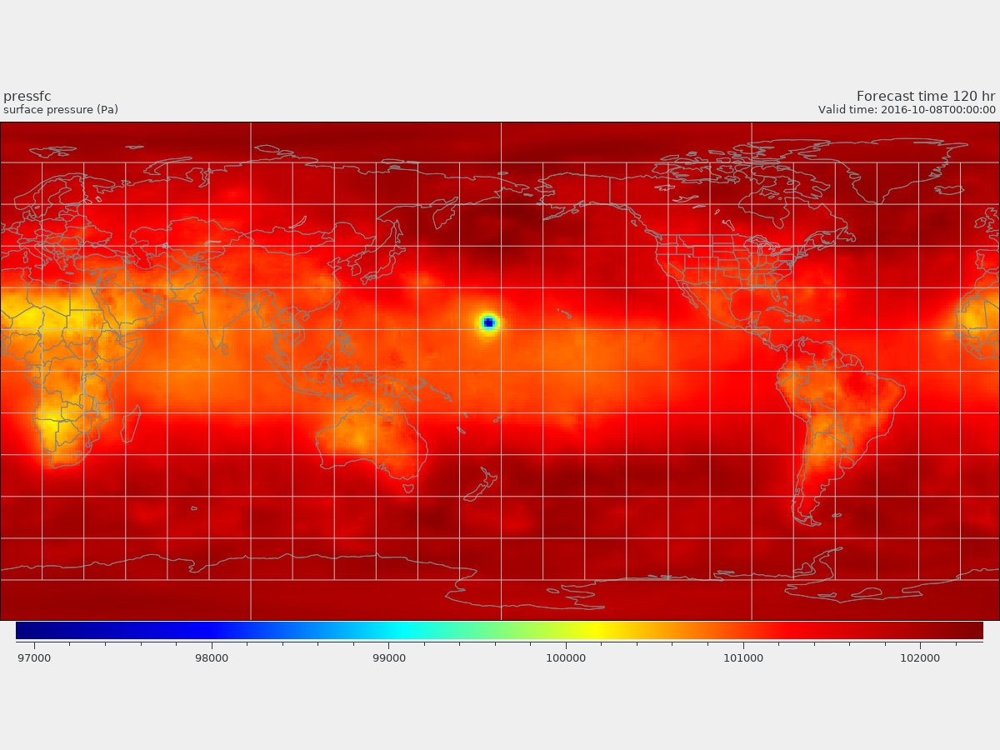 pressfc
surface pressure (Pa)
Forecast time 120 hr
Valid time: 2016-10-08T00:00:00
97000 98000 99000 100000 101000 102000